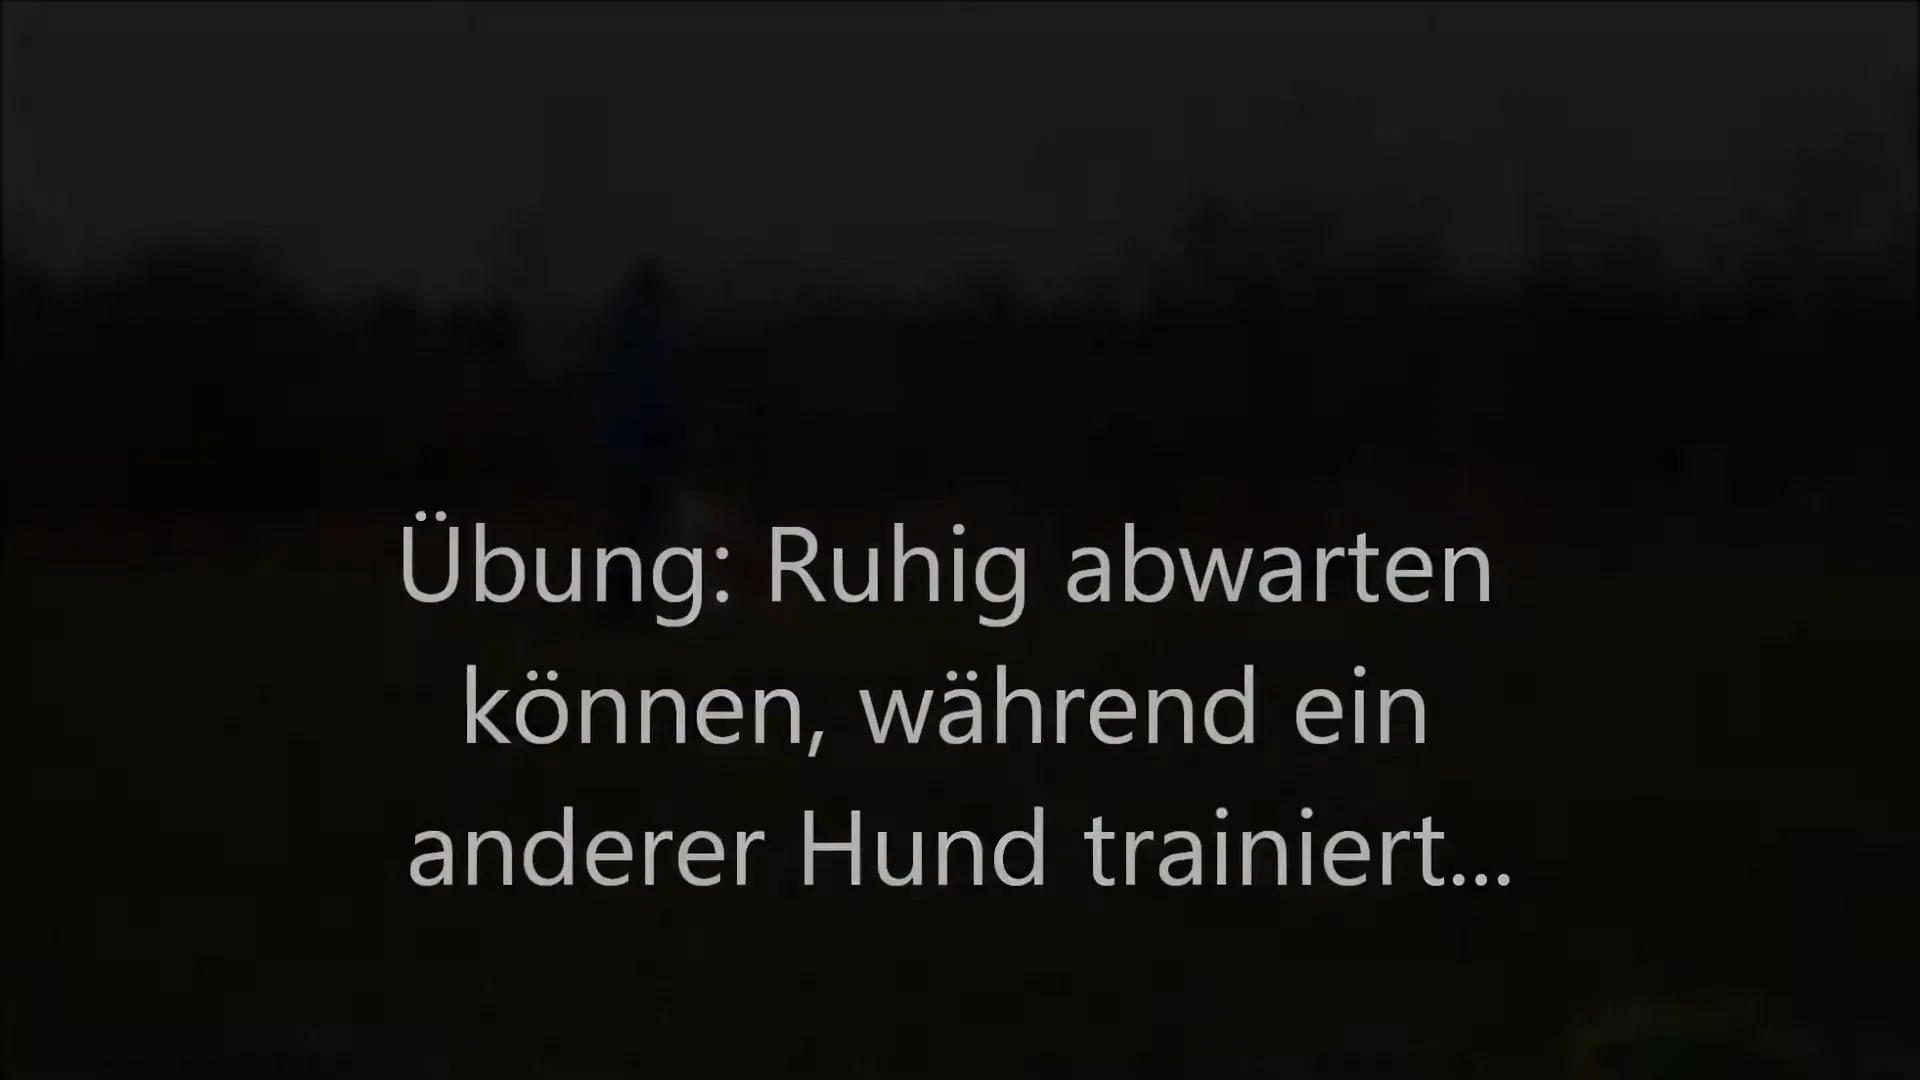 Übung: Ruhig abwarten
können, während ein
anderer Hund trainiert...